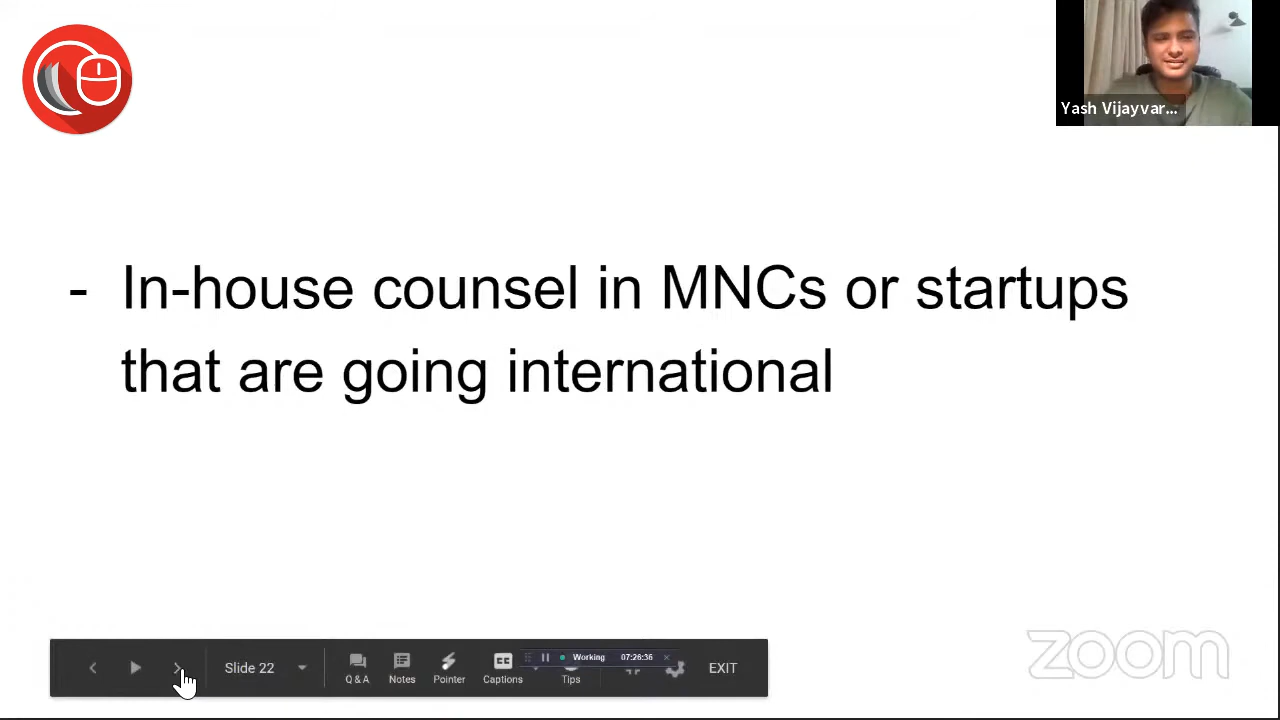 Yash Vijayvar...
- In-house counsel in MNCs or startups
that are going international
zoom
Slide 22
Q & A
Notes
Pointer
CC
Captions
Tips
Working
07:26:36
EXIT